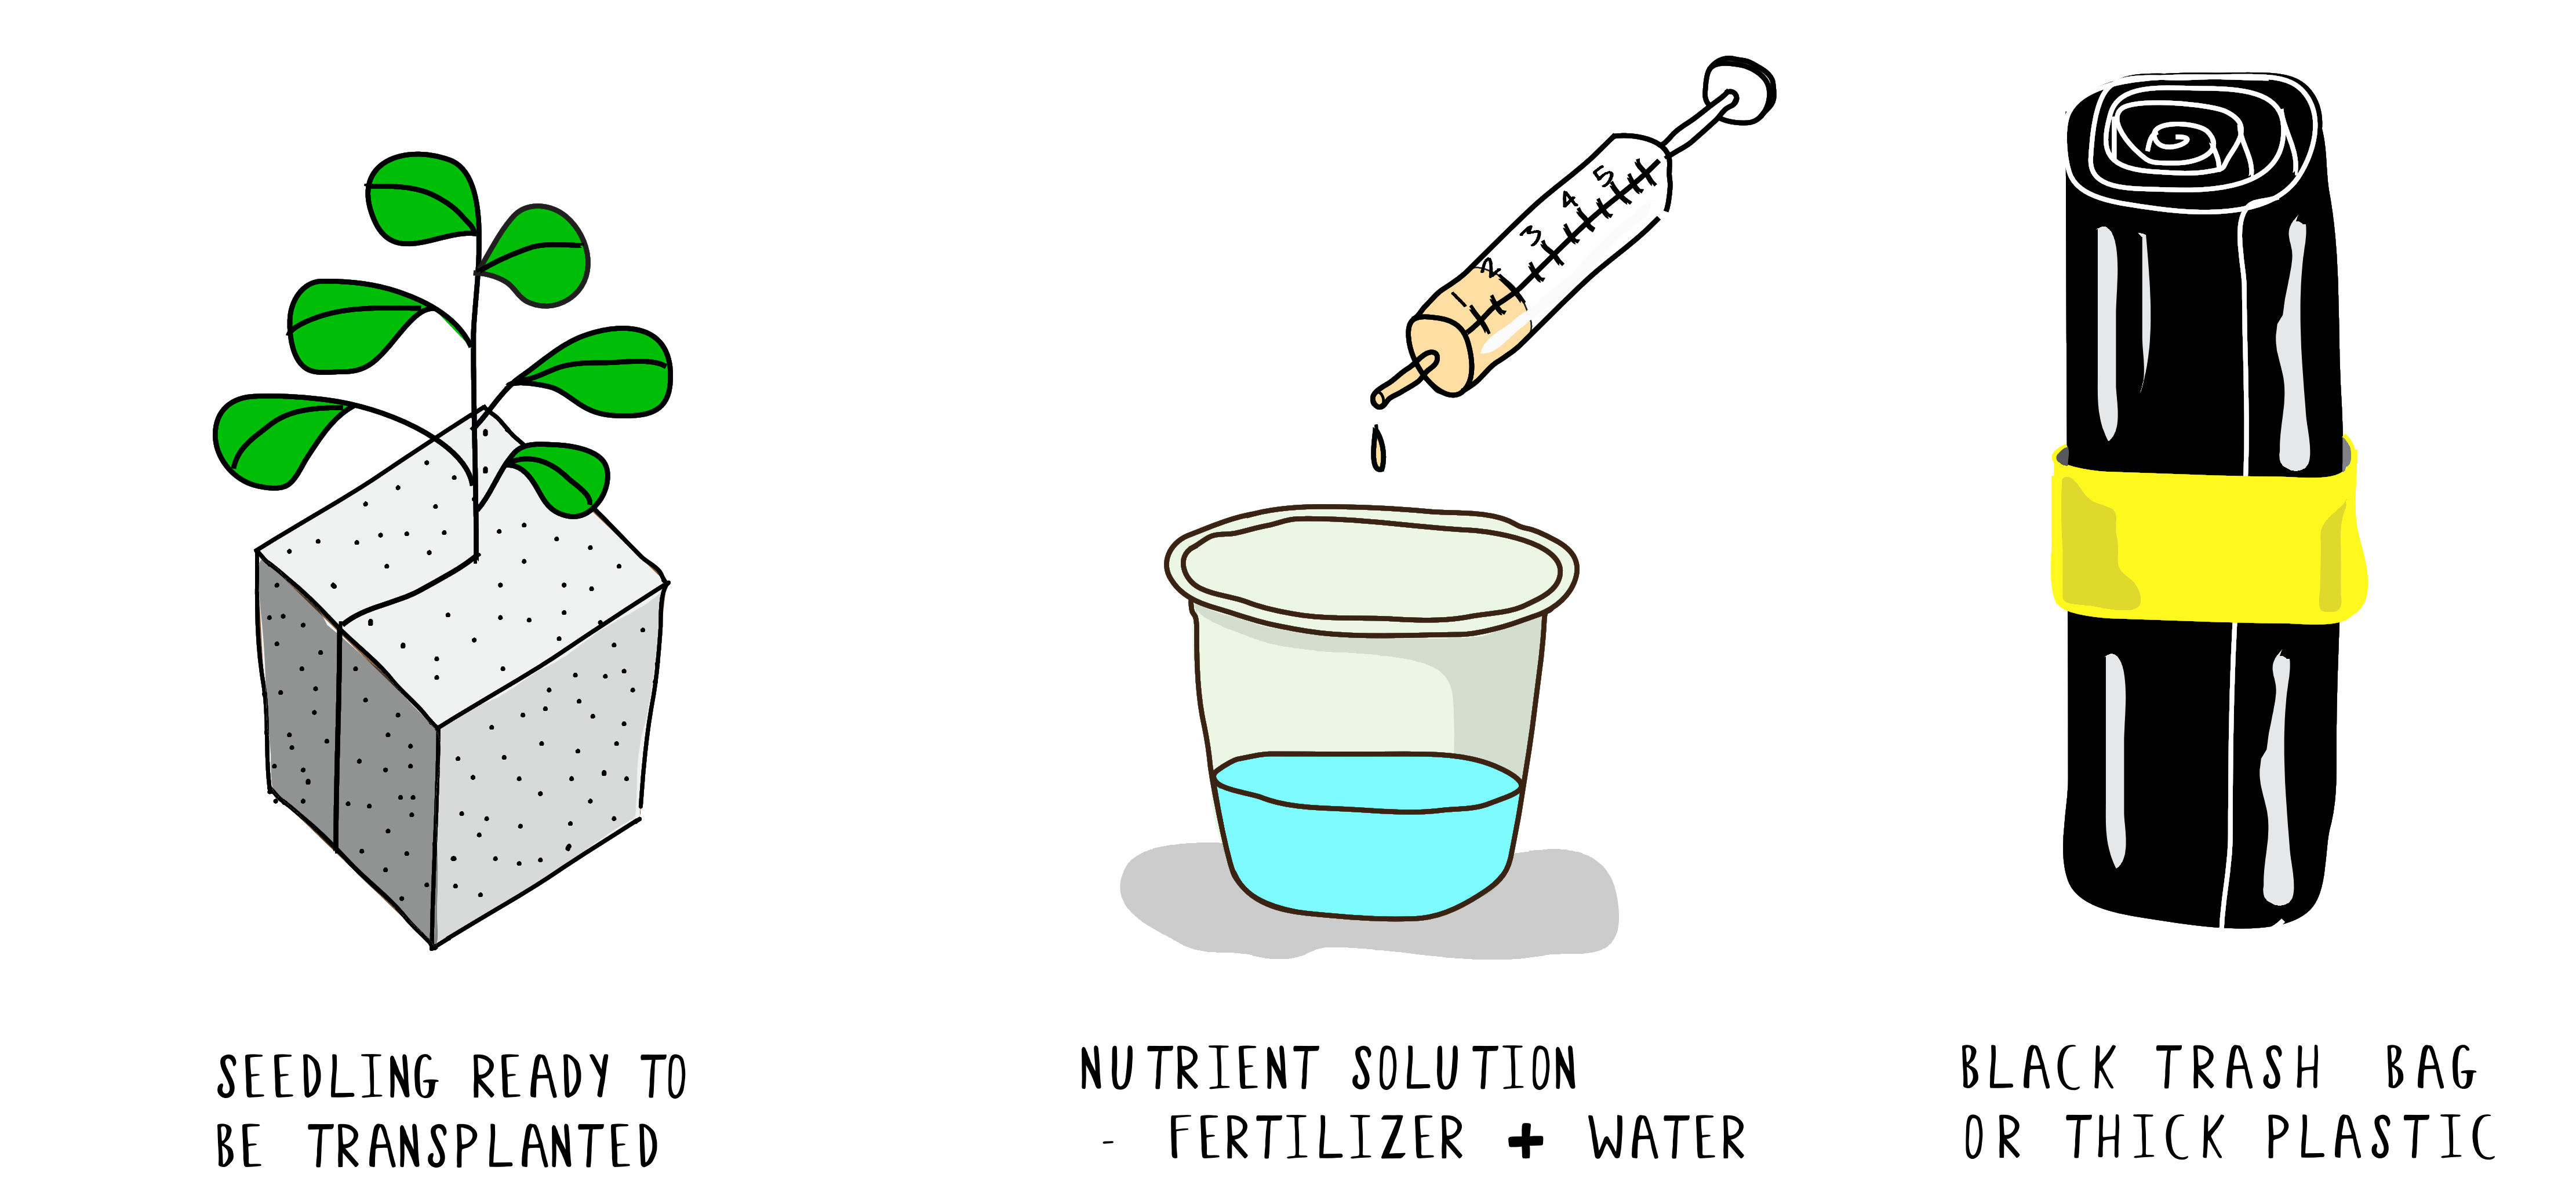 1 2 3 4 5
SEEDLING READY TO
BE TRANSPLANTED
NUTRIENT SOLUTION
- FERTILIZER + WATER
BLACK TRASH BAG
OR THICK PLASTIC